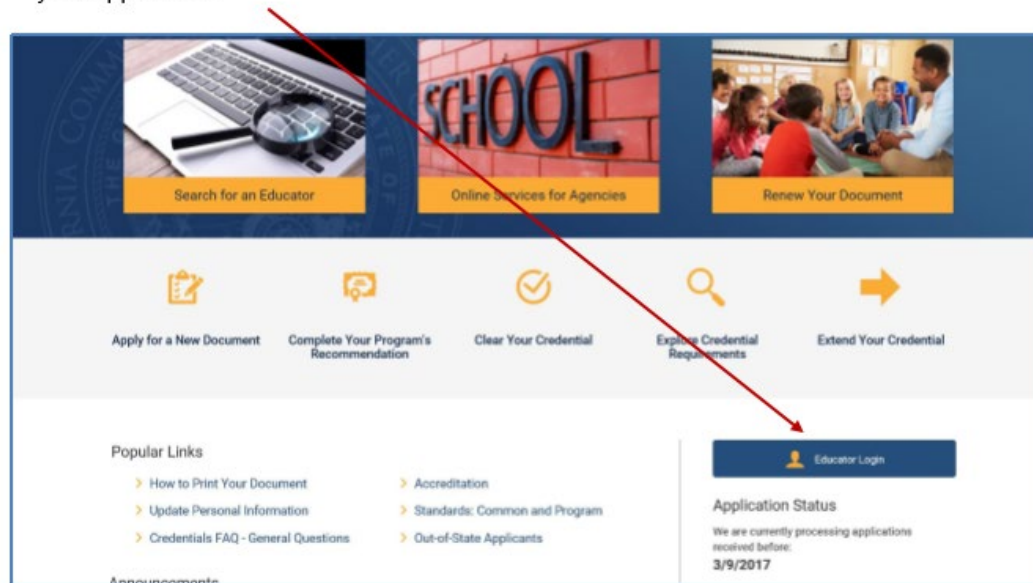 SCHOOL
Search for an Educator
Online Services for Agencies
Renew Your Document
Apply for a New Document
Complete Your Program's
Recommendation
Clear Your Credential
Explore Credential
Requirements
Extend Your Credential
Popular Links
How to Print Your Document
Update Personal Information
Credentials FAQ - General Questions
Accreditation
Standards: Common and Program
Out-of-State Applicants
Educator Login
Application Status
We are currently processing applications
received before:
3/9/2017
Announcements